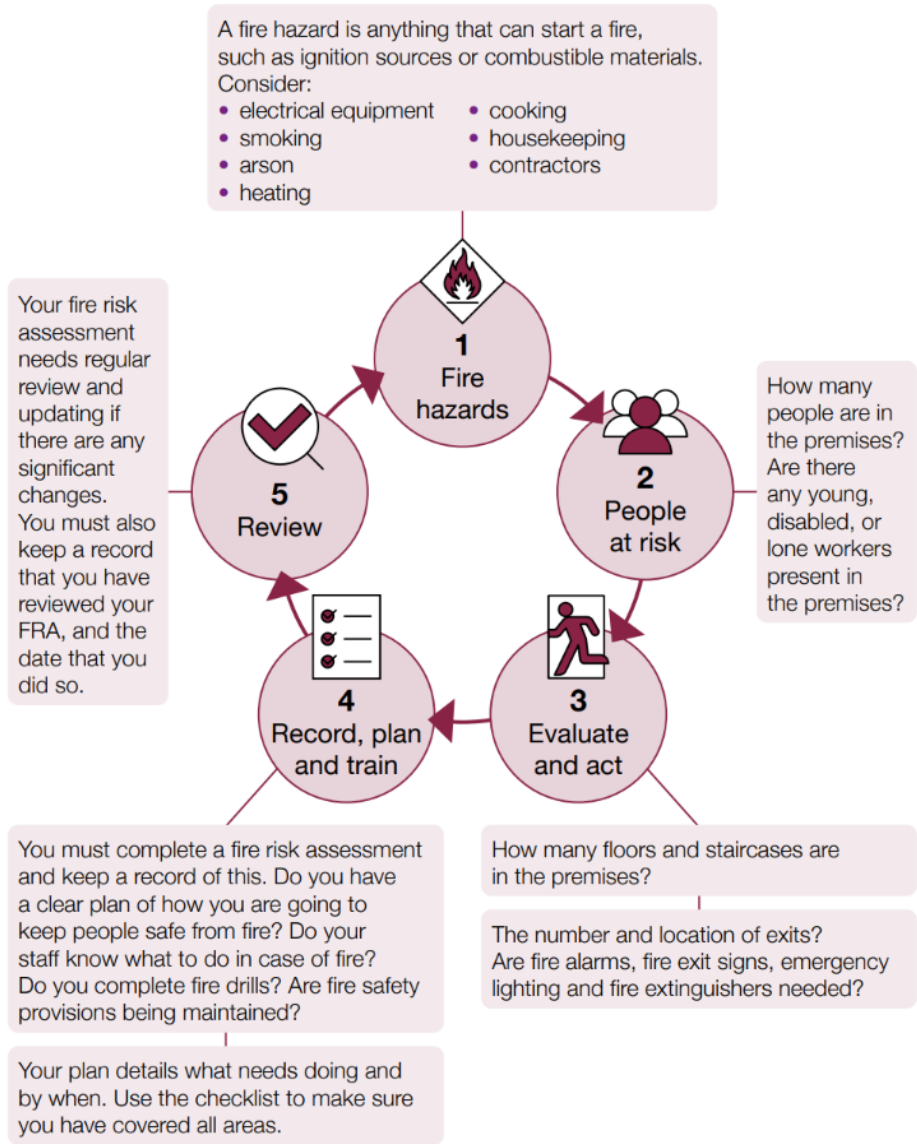 A fire hazard is anything that can start a fire,
such as ignition sources or combustible materials.
Consider:
• electrical equipment
• smoking
• arson
• heating
• cooking
• housekeeping
• contractors
1
Fire
hazards
How many
people are in
the premises?
Are there
any young,
disabled, or
lone workers
present in
the premises?
2
People
at risk
3
Evaluate
and act
How many floors and staircases are
in the premises?
The number and location of exits?
Are fire alarms, fire exit signs, emergency
lighting and fire extinguishers needed?
4
Record, plan
and train
You must complete a fire risk assessment
and keep a record of this. Do you have
a clear plan of how you are going to
keep people safe from fire? Do your
staff know what to do in case of fire?
Do you complete fire drills? Are fire safety
provisions being maintained?
Your plan details what needs doing and
by when. Use the checklist to make sure
you have covered all areas.
5
Review
Your fire risk
assessment
needs regular
review and
updating if
there are any
significant
changes.
You must also
keep a record
that you have
reviewed your
FRA, and the
date that you
did so.